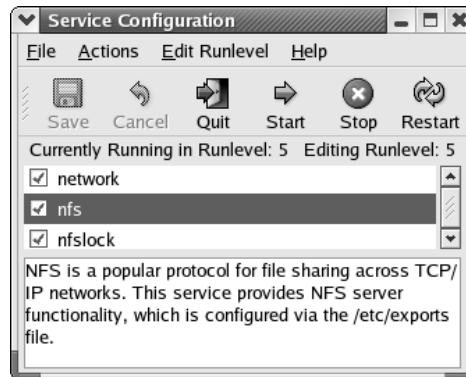 Service Configuration
File Actions Edit Runlevel Help
Save Cancel Quit Start Stop Restart
Currently Running in Runlevel: 5 Editing Runlevel: 5
network
nfs
nfslock
NFS is a popular protocol for file sharing across TCP/
IP networks. This service provides NFS server
functionality, which is configured via the /etc/exports
file.